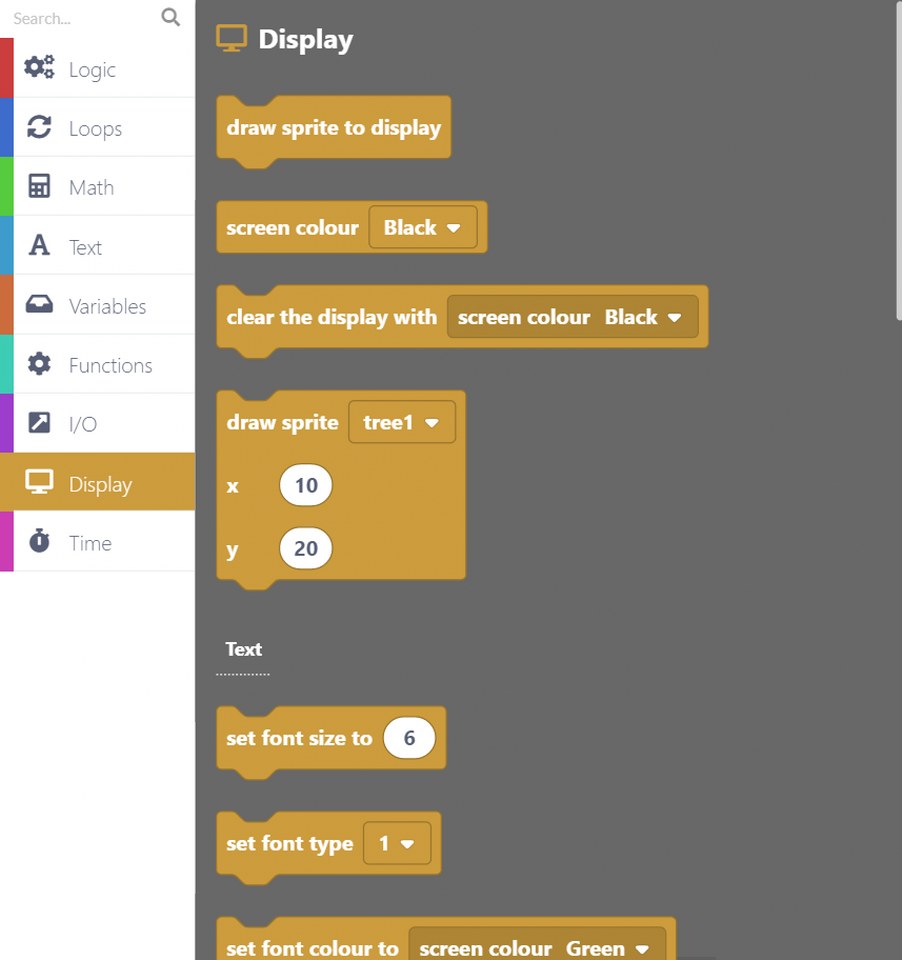 Search...
Logic
Loops
Math
Text
Variables
Functions
I/O
Display
Time
Display
draw sprite to display
screen colour Black
clear the display with screen colour Black
draw sprite tree1
x 10
y 20
Text
set font size to 6
set font type 1
set font colour to screen colour Green